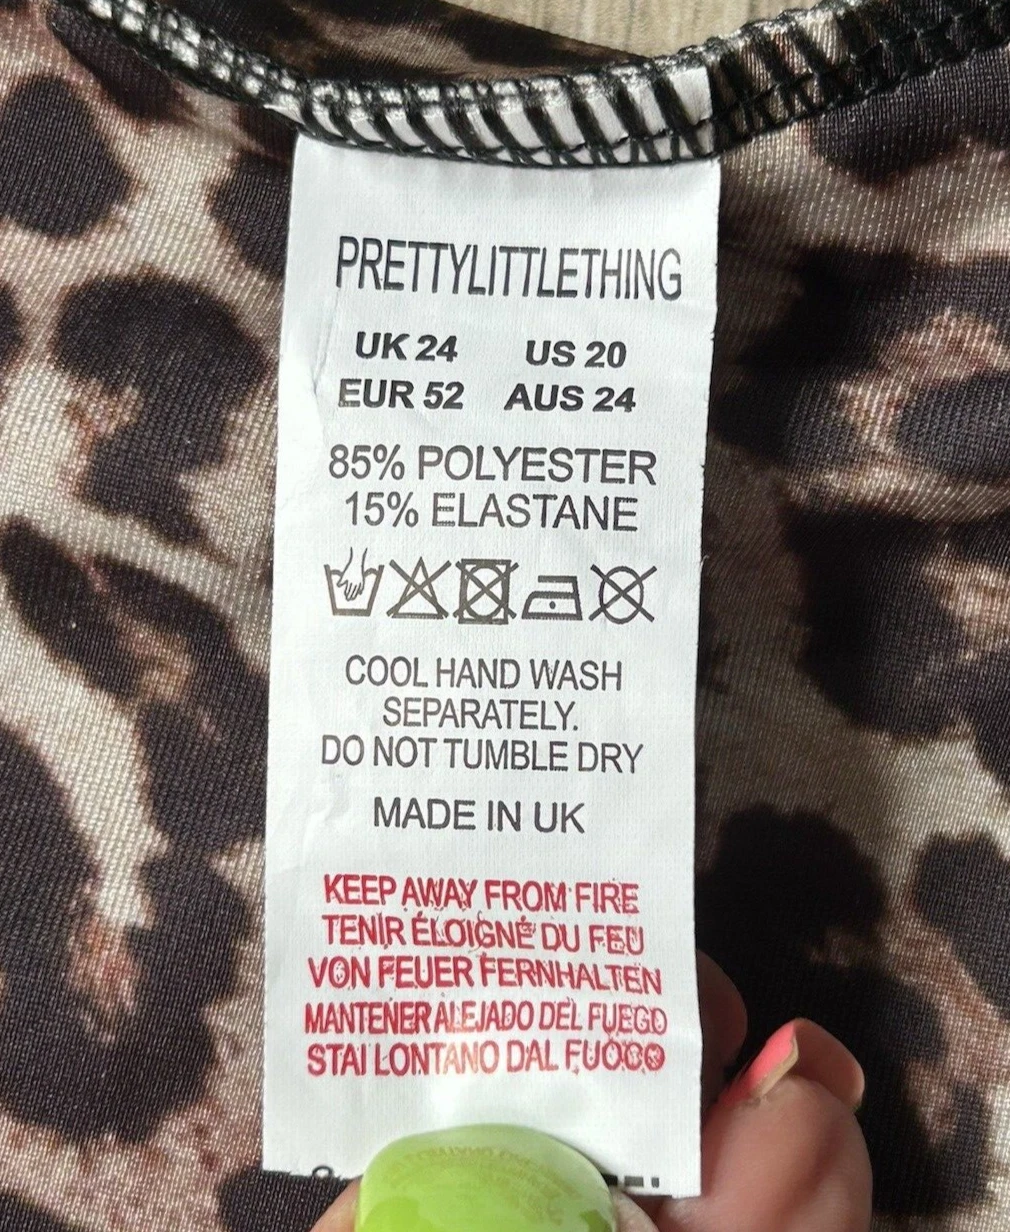 PRETTYLITTLETHING
UK 24 US 20
EUR 52 AUS 24
85% POLYESTER
15% ELASTANE
COOL HAND WASH
SEPARATELY.
DO NOT TUMBLE DRY
MADE IN UK
KEEP AWAY FROM FIRE
TENIR ÉLOIGNÉ DU FEU
VON FEUER FERNHALTEN
MANTENER ALEJADO DEL FUEGO
STAI LONTANO DAL FUOCO